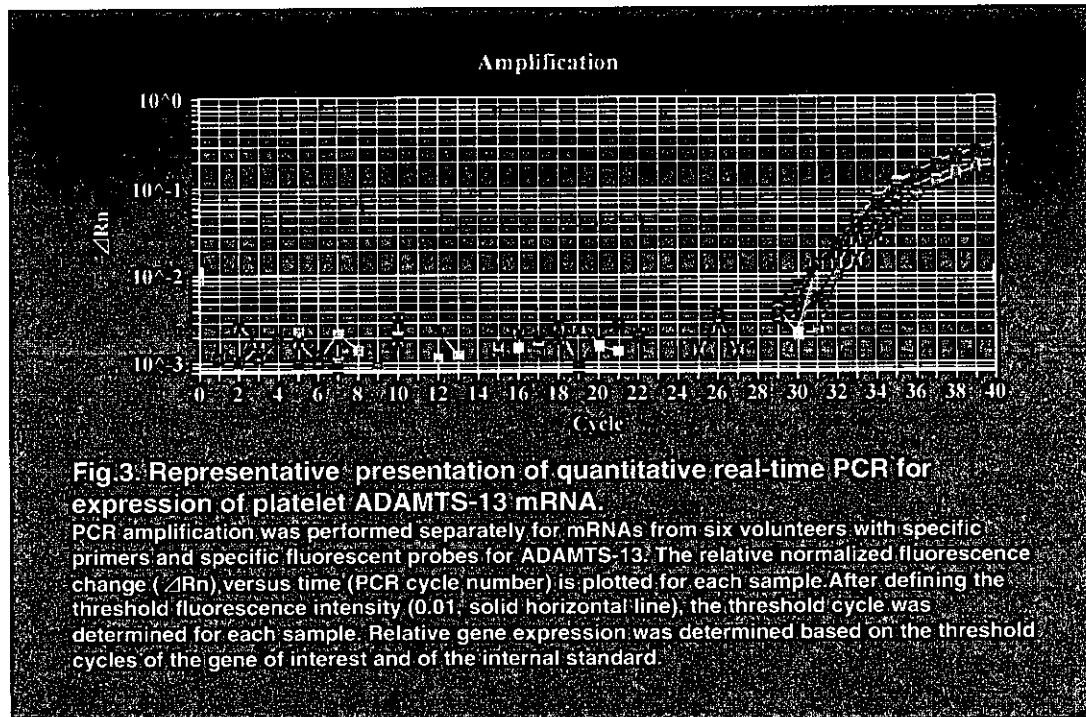 Amplification
10^0
10^-1
10^-2
10^-3
⊿Rn
0 2 4 6 7 8 10 12 14 16 18 20 22 24 26 28 30 32 34 36 38 40
Cycle
Fig.3. Representative presentation of quantitative real-time PCR for
expression of platelet ADAMTS-13 mRNA.
PCR amplification was performed separately for mRNAs from six volunteers with specific
primers and specific fluorescent probes for ADAMTS-13. The relative normalized fluorescence
change (⊿Rn) versus time (PCR cycle number) is plotted for each sample. After defining the
threshold fluorescence intensity (0.01, solid horizontal line), the threshold cycle was
determined for each sample. Relative gene expression was determined based on the threshold
cycles of the gene of interest and of the internal standard.